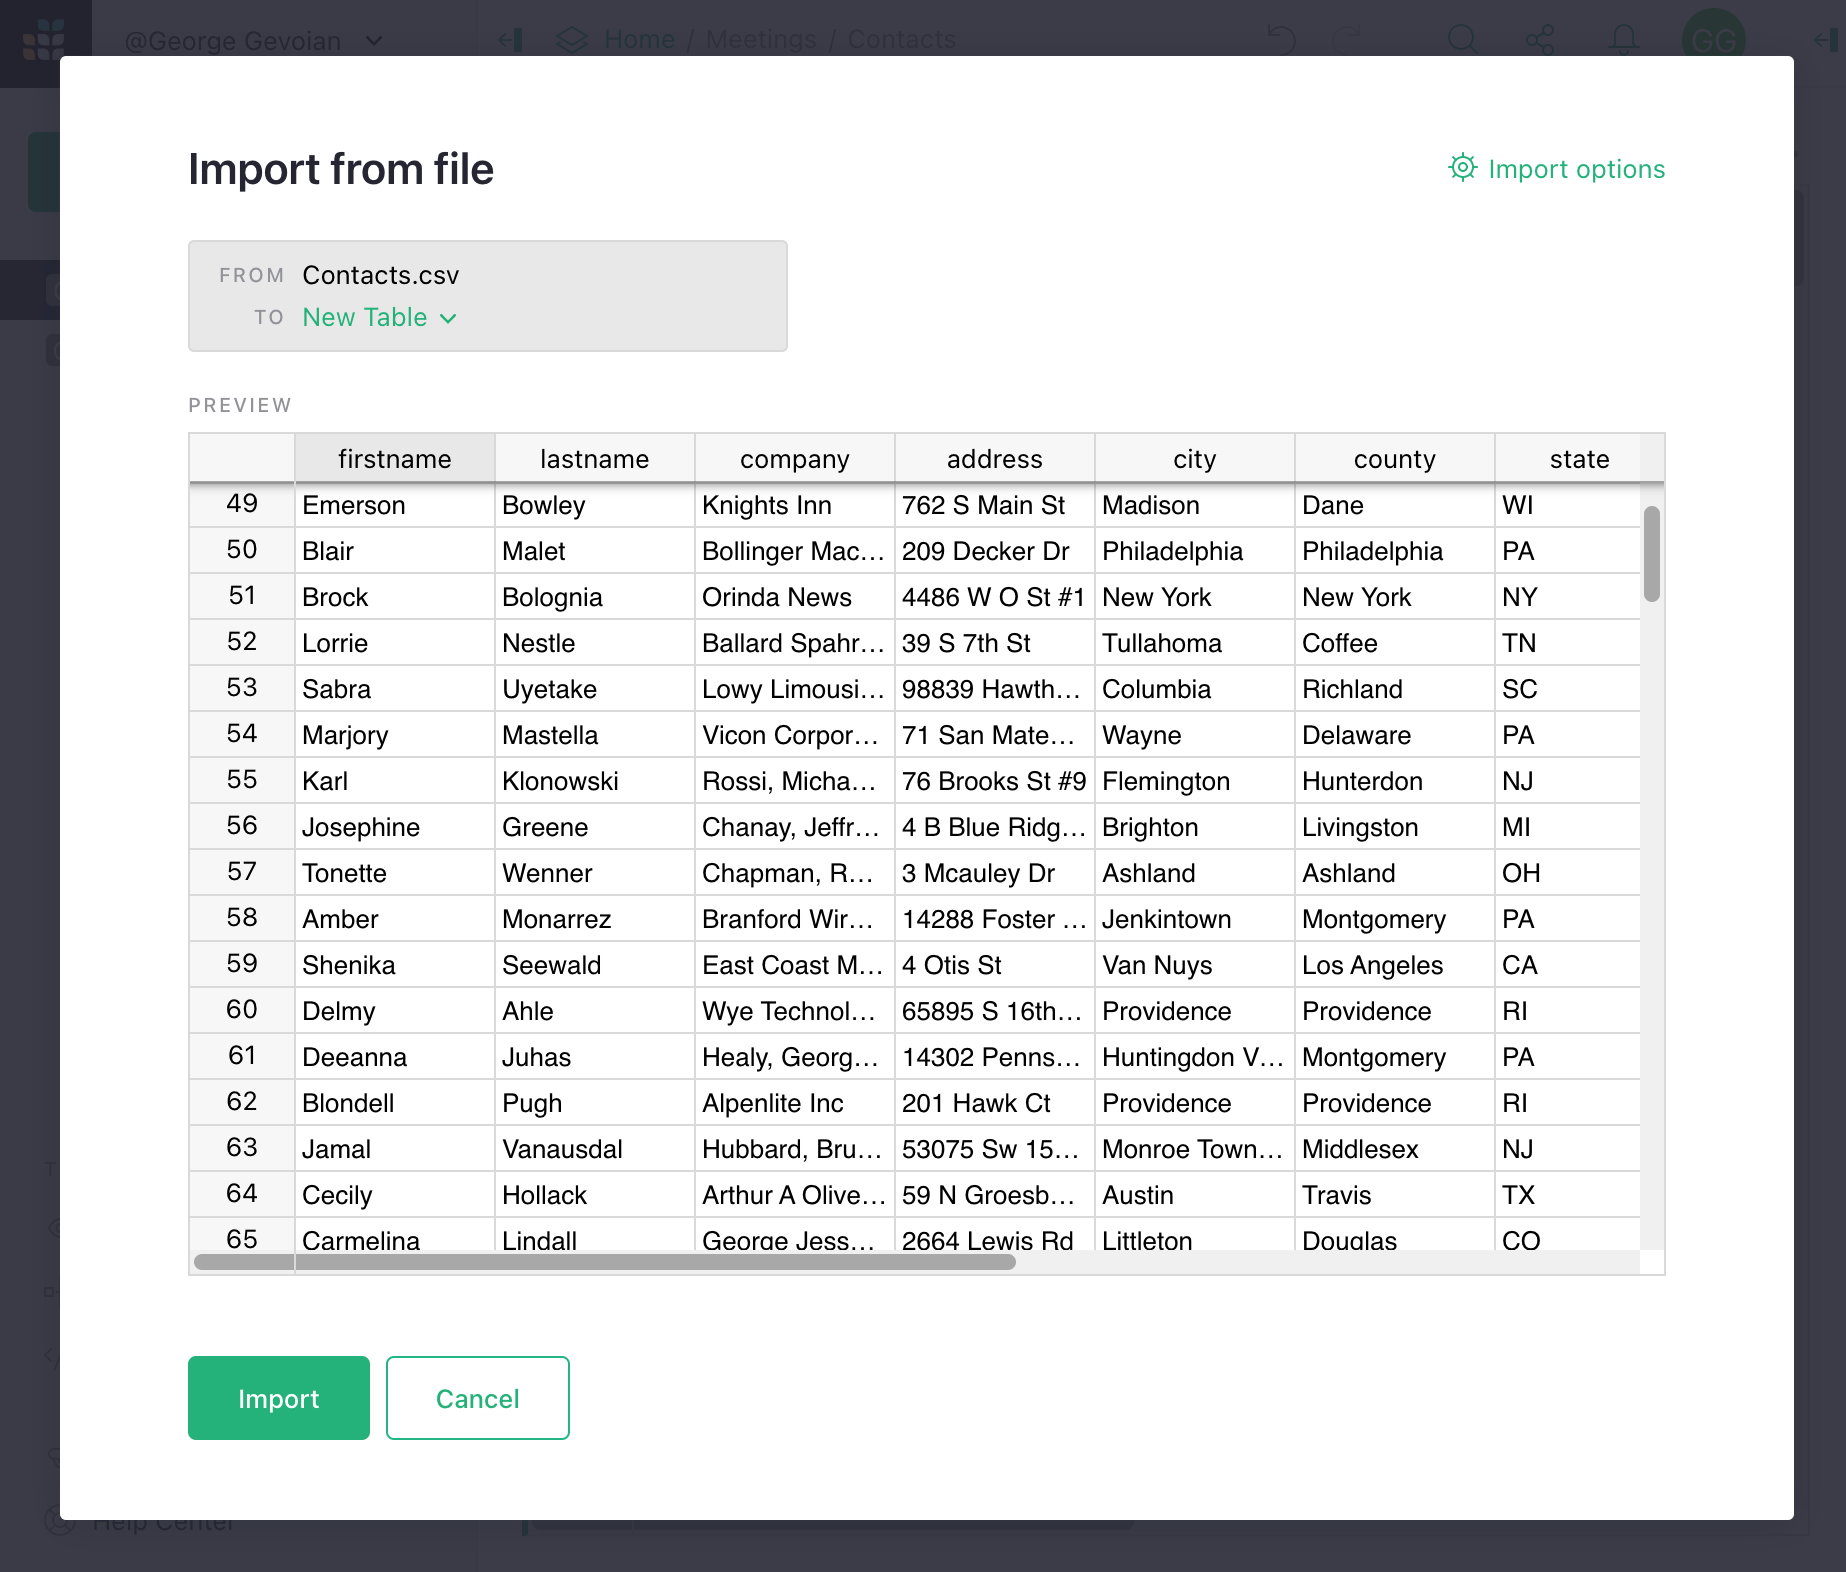 @George Gevoian
Home / Meetings / Contacts
GG
Import from file
Import options
FROM Contacts.csv
TO New Table
PREVIEW
firstname lastname company address city county state
49 Emerson Bowley Knights Inn 762 S Main St Madison Dane WI
50 Blair Malet Bollinger Mac... 209 Decker Dr Philadelphia Philadelphia PA
51 Brock Bolognia Orinda News 4486 W O St #1 New York New York NY
52 Lorrie Nestle Ballard Spahr... 39 S 7th St Tullahoma Coffee TN
53 Sabra Uyetake Lowy Limousi... 98839 Hawth... Columbia Richland SC
54 Marjory Mastella Vicon Corpor... 71 San Mate... Wayne Delaware PA
55 Karl Klonowski Rossi, Micha... 76 Brooks St #9 Flemington Hunterdon NJ
56 Josephine Greene Chanay, Jeffr... 4 B Blue Ridg... Brighton Livingston MI
57 Tonette Wenner Chapman, R... 3 Mcauley Dr Ashland Ashland OH
58 Amber Monarrez Branford Wir... 14288 Foster ... Jenkintown Montgomery PA
59 Shenika Seewald East Coast M... 4 Otis St Van Nuys Los Angeles CA
60 Delmy Ahle Wye Technol... 65895 S 16th... Providence Providence RI
61 Deeanna Juhas Healy, Georg... 14302 Penns... Huntingdon V... Montgomery PA
62 Blondell Pugh Alpenlite Inc 201 Hawk Ct Providence Providence RI
63 Jamal Vanausdal Hubbard, Bru... 53075 Sw 15... Monroe Town... Middlesex NJ
64 Cecily Hollack Arthur A Olive... 59 N Groesb... Austin Travis TX
65 Carmelina Lindall George Jess... 2664 Lewis Rd Littleton Douglas CO
Import
Cancel
Help Center